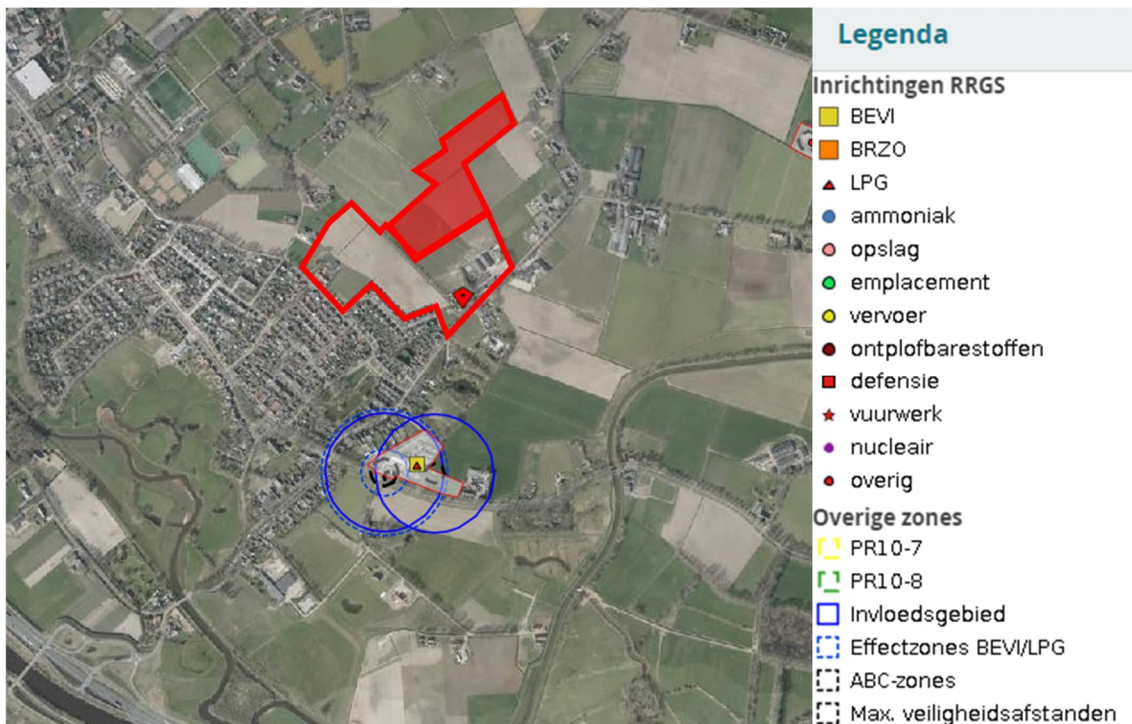 Legenda
Inrichtingen RRGS
BEVI
BRZO
LPG
ammoniak
opslag
emplacement
vervoer
ontplofbarestoffen
defensie
vuurwerk
nucleair
overig
Overige zones
PR10-7
PR10-8
Invloedsgebied
Effectzones BEVI/LPG
ABC-zones
Max. veiligheidsafstanden